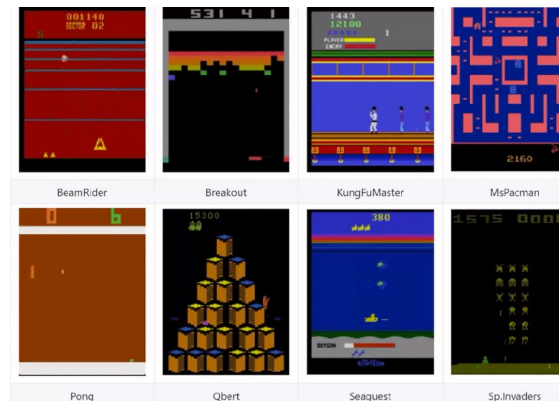 001140
SECTOR 02
531 4 1
1443
12100
1
PLAYER
ENEMY
2160
BeamRider
Breakout
KungFuMaster
MsPacman
0 6
15300
380
OXYGEN
ACTIVISION
Pong
Qbert
Seaquest
Sp.Invaders